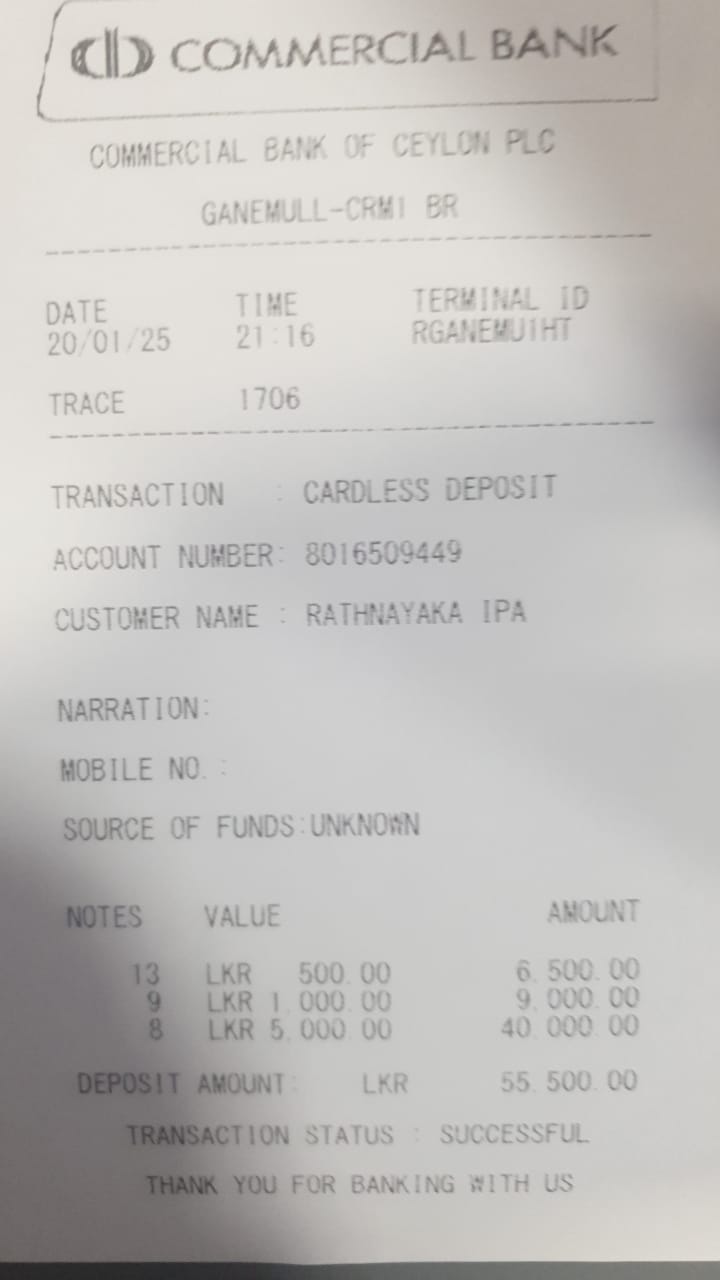 COMMERCIAL BANK
COMMERCIAL BANK OF CEYLON PLC
GANEMULL-CRM1 BR
DATE TIME TERMINAL ID
20/01/25 21:16 RGANEMU1HT
TRACE 1706
TRANSACTION : CARDLESS DEPOSIT
ACCOUNT NUMBER: 8016509449
CUSTOMER NAME : RATHNAYAKA IPA
NARRATION:
MOBILE NO. :
SOURCE OF FUNDS:UNKNOWN
NOTES VALUE AMOUNT
13 LKR 500.00 6,500.00
9 LKR 1,000.00 9,000.00
8 LKR 5,000.00 40,000.00
DEPOSIT AMOUNT: LKR 55,500.00
TRANSACTION STATUS : SUCCESSFUL
THANK YOU FOR BANKING WITH US